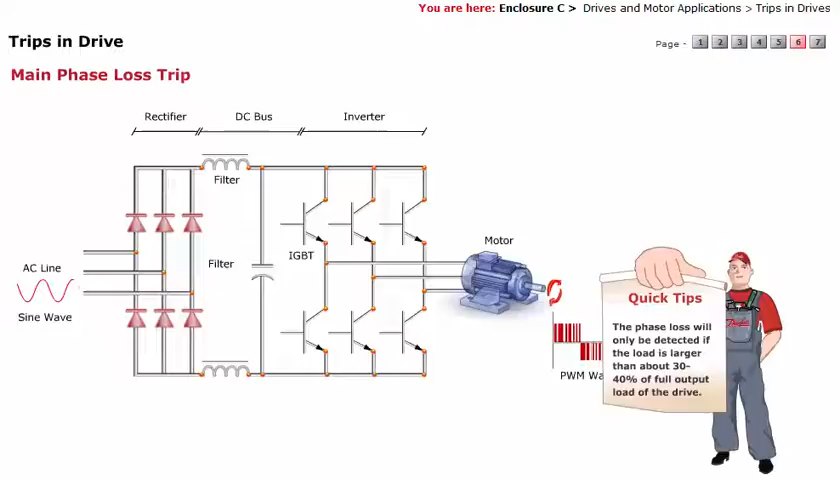 You are here: Enclosure C > Drives and Motor Applications > Trips in Drives
Trips in Drive
Page - 1 2 3 4 5 6 7
Main Phase Loss Trip
Rectifier DC Bus Inverter
Filter
Filter
IGBT
Motor
AC Line
Sine Wave
PWM Wa
Quick Tips
The phase loss will
only be detected if
the load is larger
than about 30-
40% of full output
load of the drive.
Danfoss